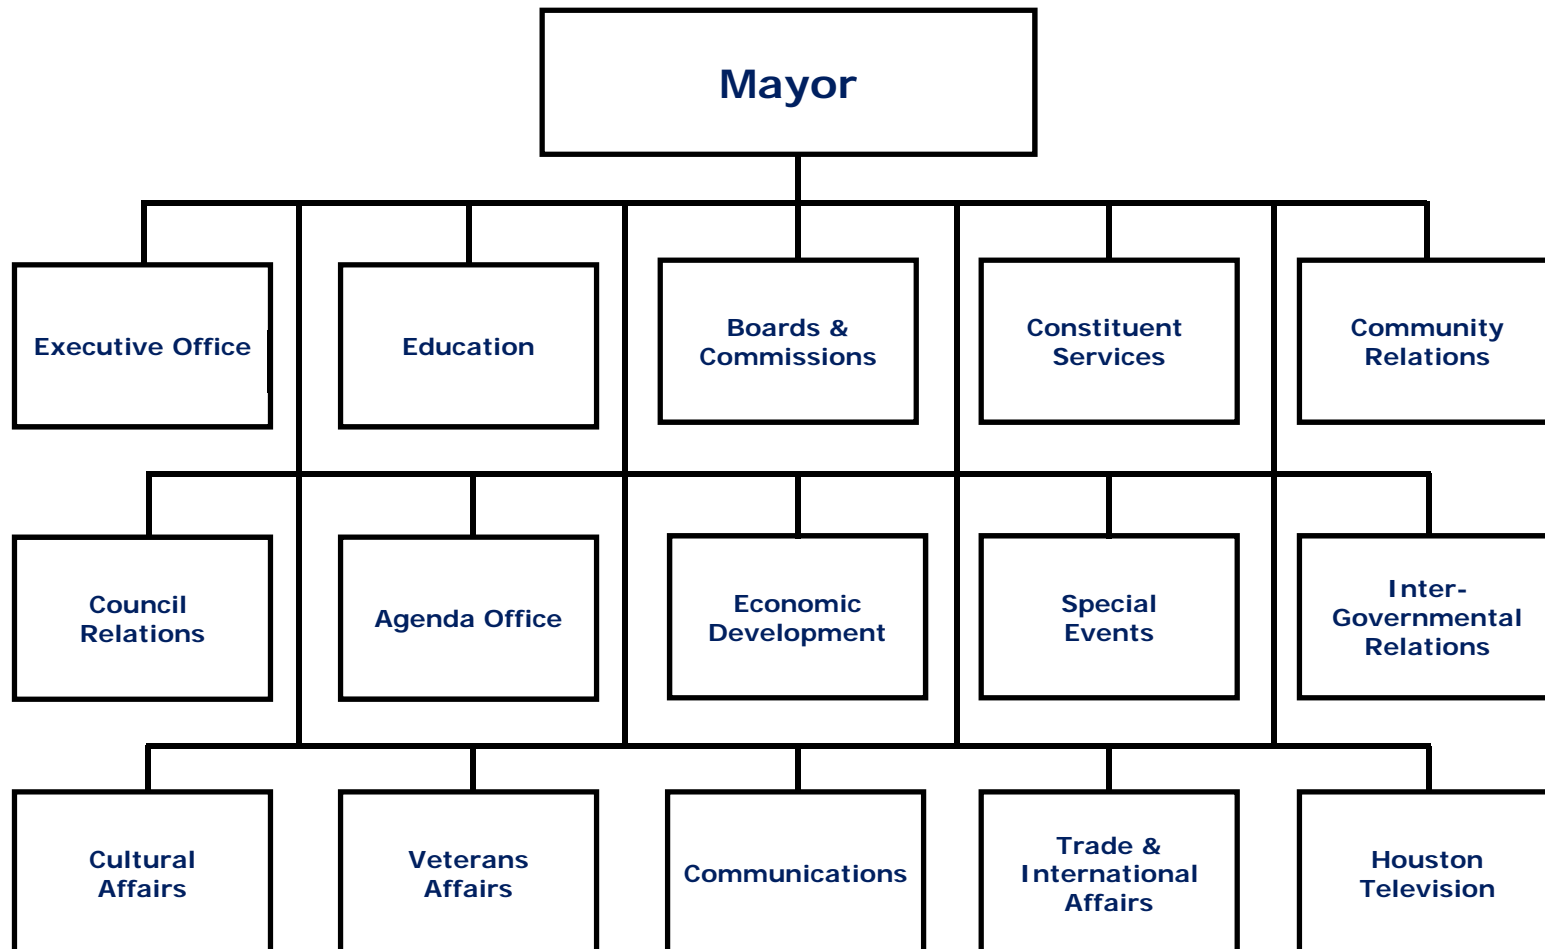 Mayor
Executive Office
Education
Boards &
Commissions
Constituent
Services
Community
Relations
Council
Relations
Agenda Office
Economic
Development
Special
Events
Inter-
Governmental
Relations
Cultural
Affairs
Veterans
Affairs
Communications
Trade &
International
Affairs
Houston
Television